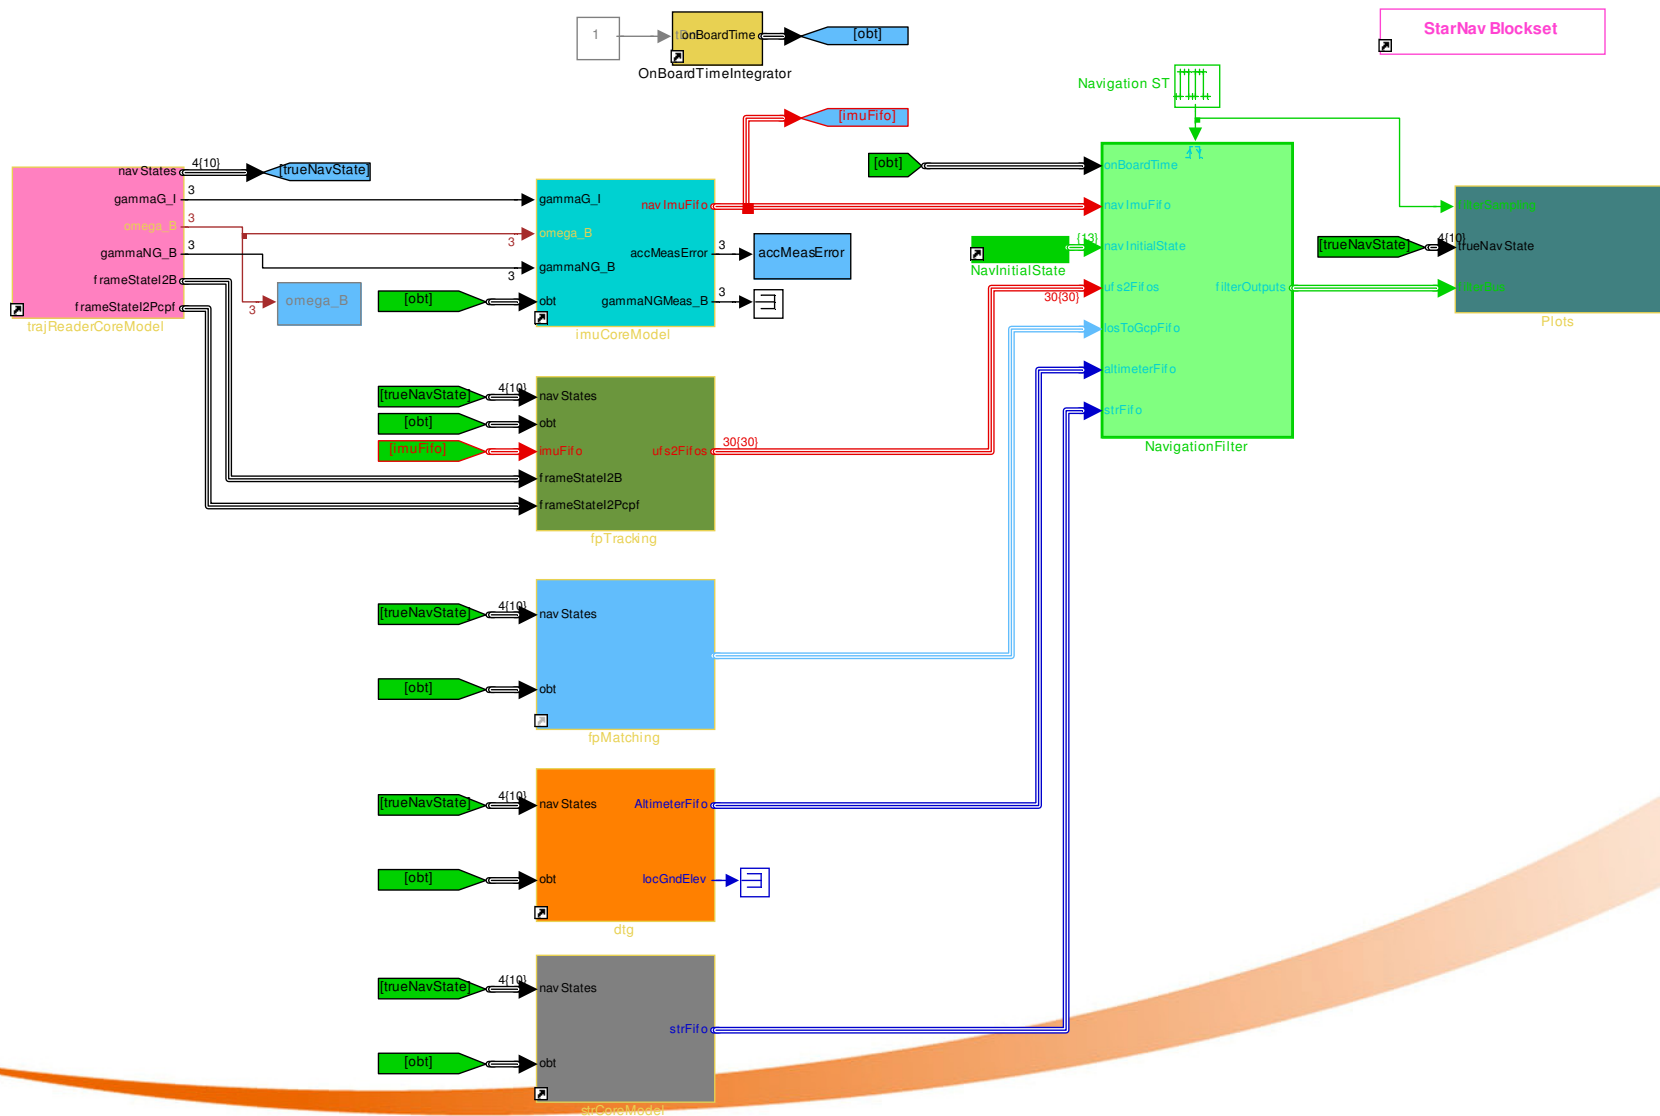 1
onBoardTime
[obt]
OnBoardTimeIntegrator
StarNav Blockset
Navigation ST
[imuFifo]
navStates
4{10}
[trueNavState]
gammaG_I
3
omega_B
3
gammaNG_B
3
frameStateI2B
frameStateI2Pcpf
trajReaderCoreModel
3
omega_B
gammaG_I
omega_B
3
gammaNG_B
3
[obt]
obt
navImuFifo
accMeasError
3
accMeasError
gammaNGMeas_B
3
imuCoreModel
[obt]
onBoardTime
navImuFifo
{13}
navInitialState
NavInitialState
ufs2Fifos
30{30}
losToGcpFifo
altimeterFifo
strFifo
filterOutputs
NavigationFilter
filterSampling
[trueNavState]
4{10}
trueNavState
filterBus
Plots
[trueNavState]
4{10}
navStates
[obt]
obt
[imuFifo]
imuFifo
ufs2Fifos
30{30}
frameStateI2B
frameStateI2Pcpf
fpTracking
[trueNavState]
4{10}
navStates
[obt]
obt
fpMatching
[trueNavState]
4{10}
navStates
AltimeterFifo
[obt]
obt
locGndElev
dtg
[trueNavState]
4{10}
navStates
strFifo
[obt]
obt
strCoreModel